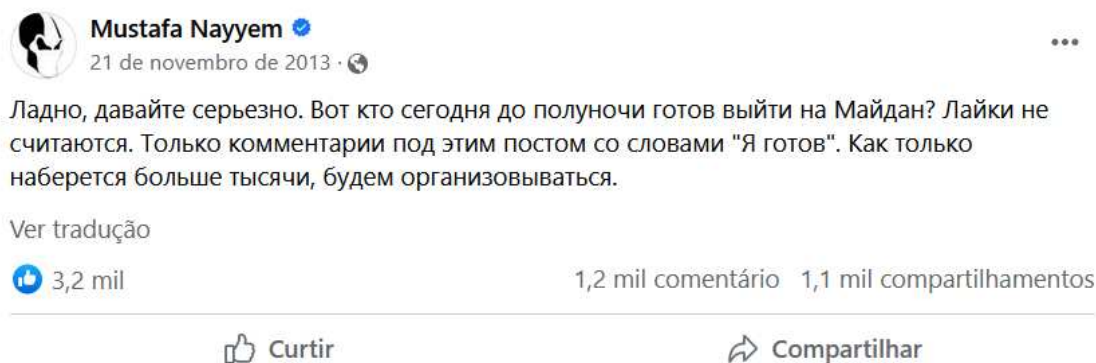 Mustafa Nayyem
21 de novembro de 2013 ·
Ладно, давайте серьезно. Вот кто сегодня до полуночи готов выйти на Майдан? Лайки не
считаются. Только комментарии под этим постом со словами "Я готов". Как только
наберется больше тысячи, будем организовываться.
Ver tradução
3,2 mil 1,2 mil comentário 1,1 mil compartilhamentos
Curtir Compartilhar